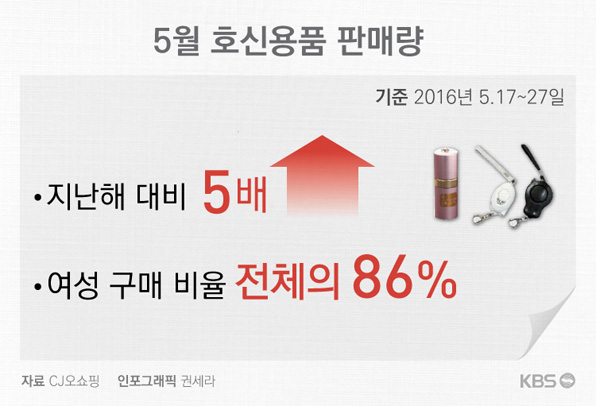 5월 호신용품 판매량
기준 2016년 5.17~27일
•지난해 대비 5배
•여성 구매 비율 전체의 86%
자료 CJ오쇼핑 인포그래픽 권세라
KBS